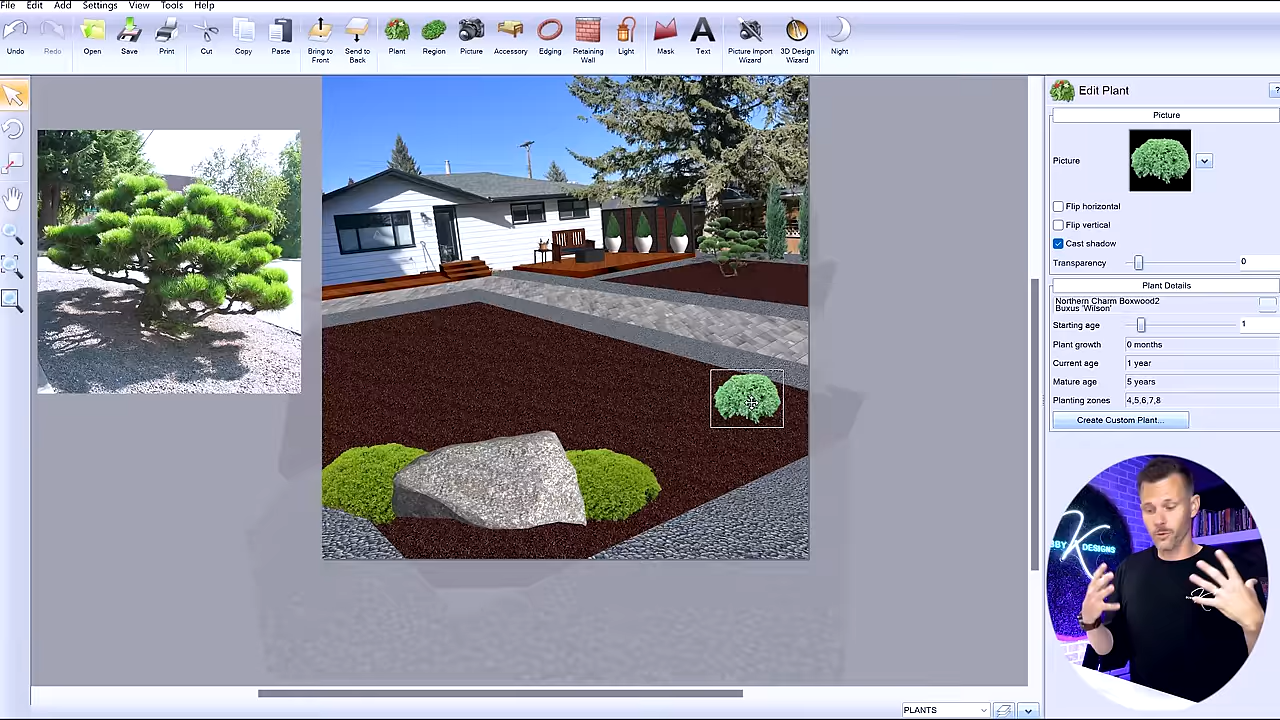 File Edit Add Settings View Tools Help
Undo Redo Open Save Print Cut Copy Paste Bring to Front Send to Back Plant Region Picture Accessory Edging Retaining Wall Light Mask Text Picture Import Wizard 3D Design Wizard Night
Edit Plant
?
Picture
Picture
Flip horizontal
Flip vertical
Cast shadow
Transparency 0
Plant Details
Northern Charm Boxwood2
Buxus 'Wilson'
Starting age 1
Plant growth 0 months
Current age 1 year
Mature age 5 years
Planting zones 4,5,6,7,8
Create Custom Plant...
BY K DESIGNS
PLANTS